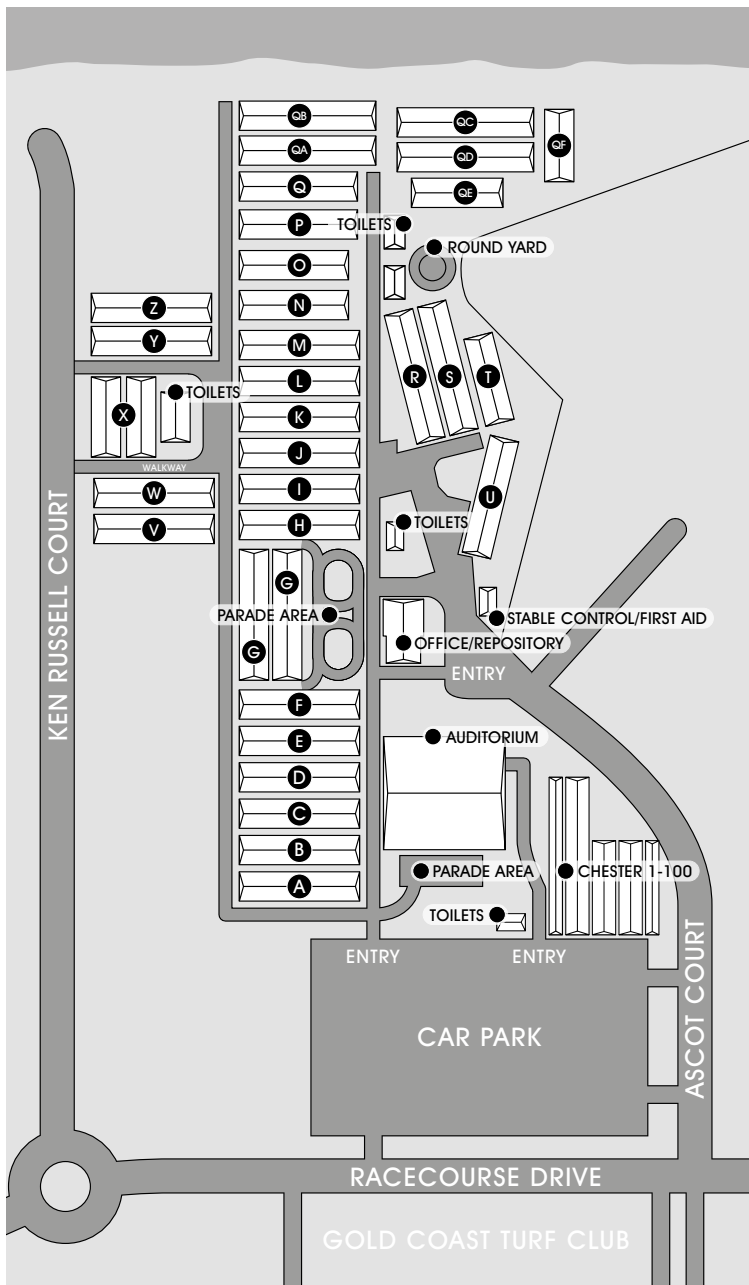 QB
QC
QF
QA
QD
Q
QE
P
TOILETS
ROUND YARD
O
Z
N
Y
M
R
S
T
L
TOILETS
X
K
J
WALKWAY
W
I
U
V
H
TOILETS
G
PARADE AREA
STABLE CONTROL/FIRST AID
G
OFFICE/REPOSITORY
ENTRY
KEN RUSSELL COURT
F
E
AUDITORIUM
D
C
B
A
PARADE AREA
CHESTER 1-100
TOILETS
ENTRY
ENTRY
CAR PARK
ASCOT COURT
RACECOURSE DRIVE
GOLD COAST TURF CLUB